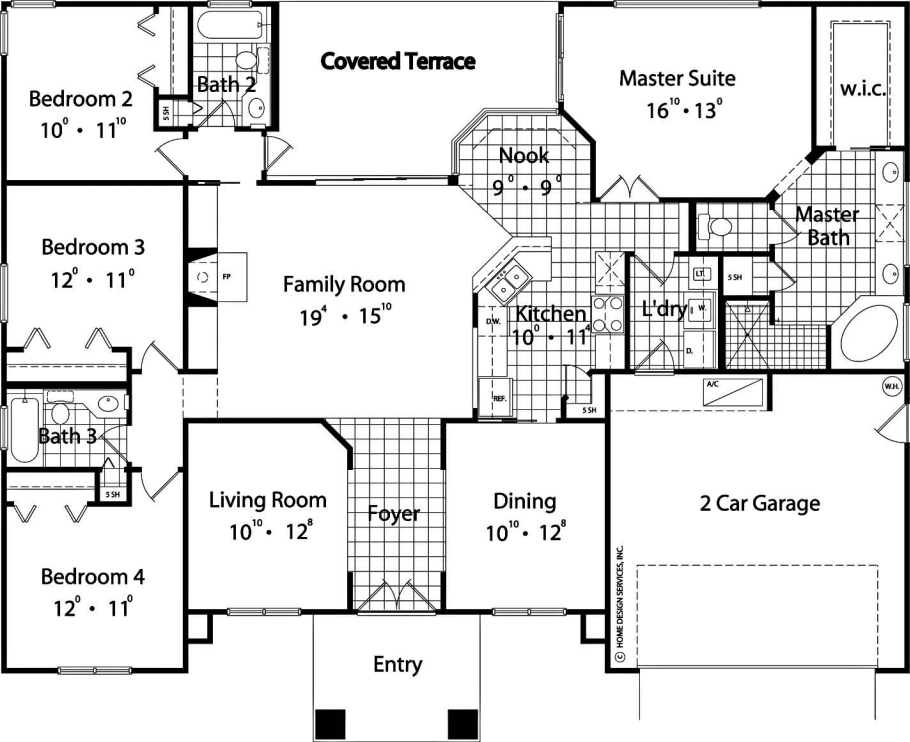 Covered Terrace
Master Suite
16¹⁰ • 13⁰
w.i.c.
Bath 2
Bedroom 2
10⁰ • 11¹⁰
5 SH
Nook
9⁰ • 9⁰
Master
Bath
Bedroom 3
12⁰ • 11⁰
FP
Family Room
19⁴ • 15¹⁰
Kitchen
10⁰ • 11⁴
D.W.
REF.
5 SH
L'dry
LT.
W.
D.
5 SH
A/C
W.H.
Bath 3
5 SH
Living Room
10¹⁰ • 12⁸
Foyer
Dining
10¹⁰ • 12⁸
2 Car Garage
Bedroom 4
12⁰ • 11⁰
Entry
© HOME DESIGN SERVICES, INC.